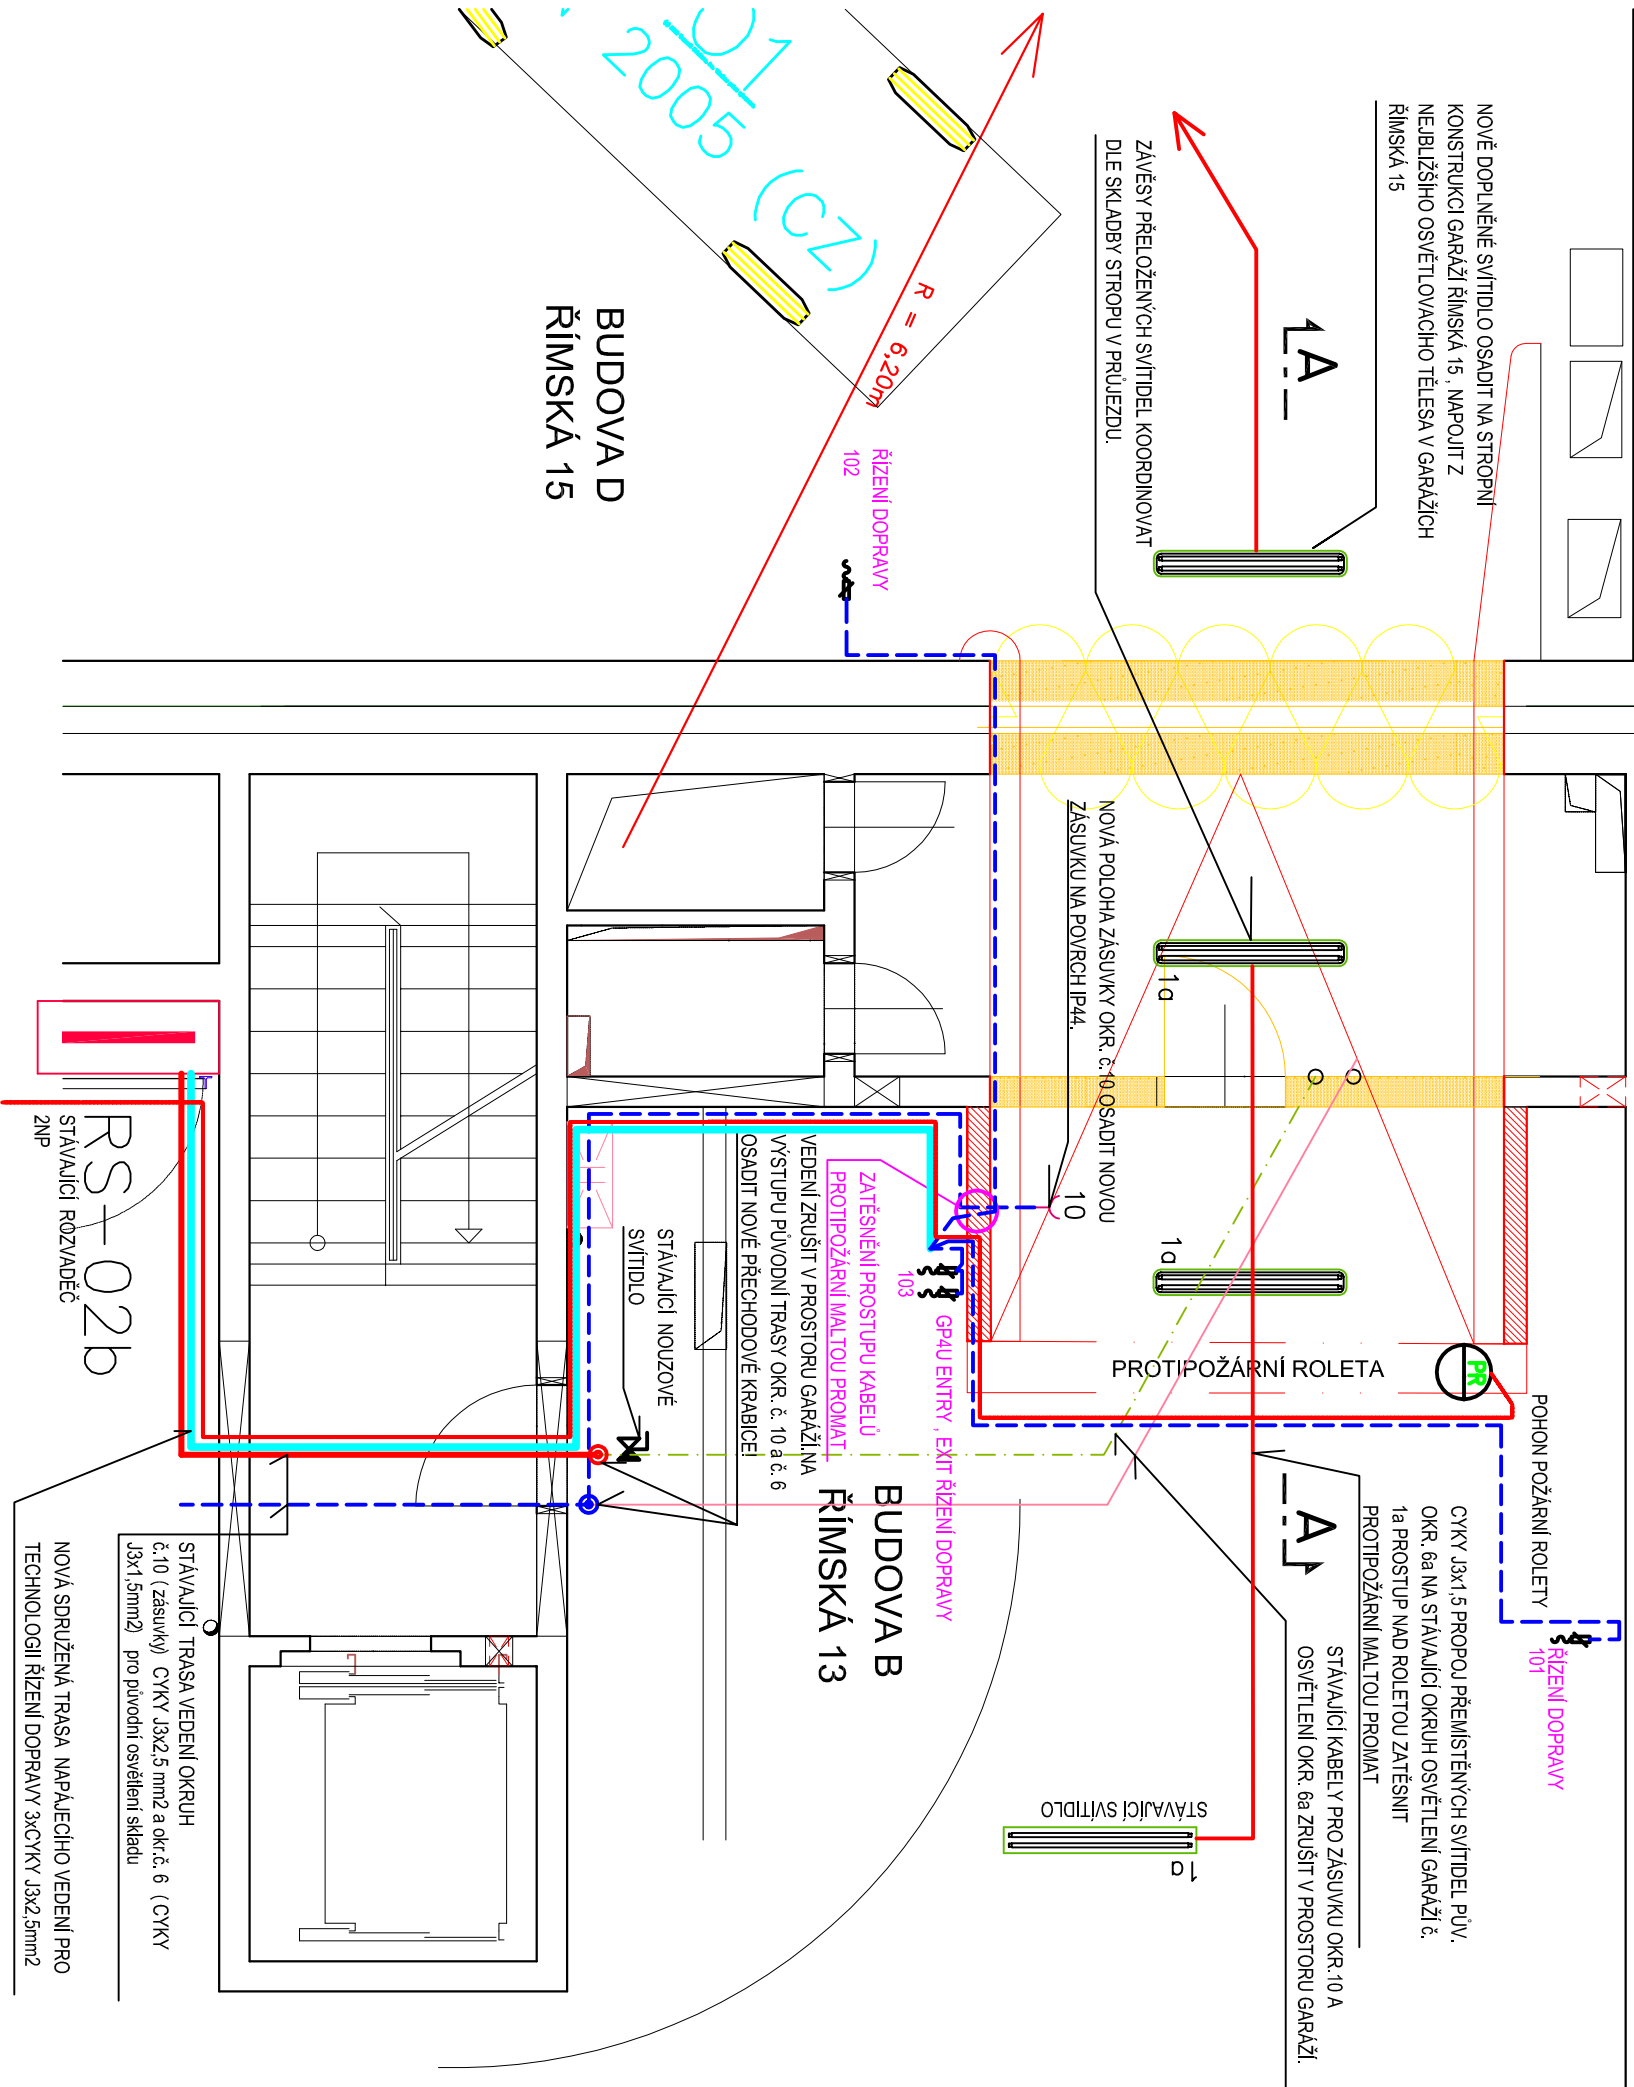 NOVĚ DOPLNĚNÉ SVÍTIDLO OSADIT NA STROPNÍ
KONSTRUKCI GARÁŽÍ ŘÍMSKÁ 15 , NAPOJIT Z
NEJBLIŽŠÍHO OSVĚTLOVACÍHO TĚLESA V GARÁŽÍCH
ŘÍMSKÁ 15
ZÁVĚSY PŘELOŽENÝCH SVÍTIDEL KOORDINOVAT
DLE SKLADBY STROPU V PRŮJEZDU.
A
2005 (CZ)
R = 6,20m
BUDOVA D
ŘÍMSKÁ 15
ŘÍZENÍ DOPRAVY
102
NOVÁ POLOHA ZÁSUVKY OKR. č.10 OSADIT NOVOU
ZÁSUVKU NA POVRCH IP44.
1a
10
1a
PROTIPOŽÁRNÍ ROLETA
PR
POHON POŽÁRNÍ ROLETY
ŘÍZENÍ DOPRAVY
101
ZATĚSNĚNÍ PROSTUPU KABELŮ
PROTIPOŽÁRNÍ MALTOU PROMAT
103
GP4U ENTRY , EXIT ŘÍZENÍ DOPRAVY
VEDENÍ ZRUŠIT V PROSTORU GARÁŽÍ.NA
VÝSTUPU PŮVODNÍ TRASY OKR. č. 10 a č. 6
OSADIT NOVÉ PŘECHODOVÉ KRABICE!
STÁVAJÍCÍ NOUZOVÉ
SVÍTIDLO
RS-02b
STÁVAJÍCÍ ROZVADĚČ
2NP
BUDOVA B
ŘÍMSKÁ 13
A
CYKY J3x1,5 PROPOJ PŘEMÍSTĚNÝCH SVÍTIDEL PŮV.
OKR. 6a NA STÁVAJÍCÍ OKRUH OSVĚTLENÍ GARÁŽÍ č.
1a PROSTUP NAD ROLETOU ZATĚSNIT
PROTIPOŽÁRNÍ MALTOU PROMAT
STÁVAJÍCÍ KABELY PRO ZÁSUVKU OKR.10 A
OSVĚTLENÍ OKR. 6a ZRUŠIT V PROSTORU GARÁŽÍ.
STÁVAJÍCÍ SVÍTIDLO
1a
STÁVAJÍCÍ TRASA VEDENÍ OKRUH
č.10 ( zásuvky) CYKY J3x2,5 mm2 a okr.č. 6 ( CYKY
J3x1,5mm2) pro původní osvětlení skladu
NOVÁ SDRUŽENÁ TRASA NAPÁJECÍHO VEDENÍ PRO
TECHNOLOGII ŘÍZENÍ DOPRAVY 3xCYKY J3x2,5mm2